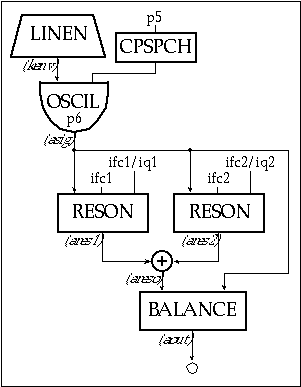 p5
LINEN
CPSPCH
(kenv)
OSCIL
p6
(asig)
ifc1/iq1
ifc2/iq2
ifc1
ifc2
RESON
RESON
(ares1)
(ares2)
+
(areso)
BALANCE
(aout)